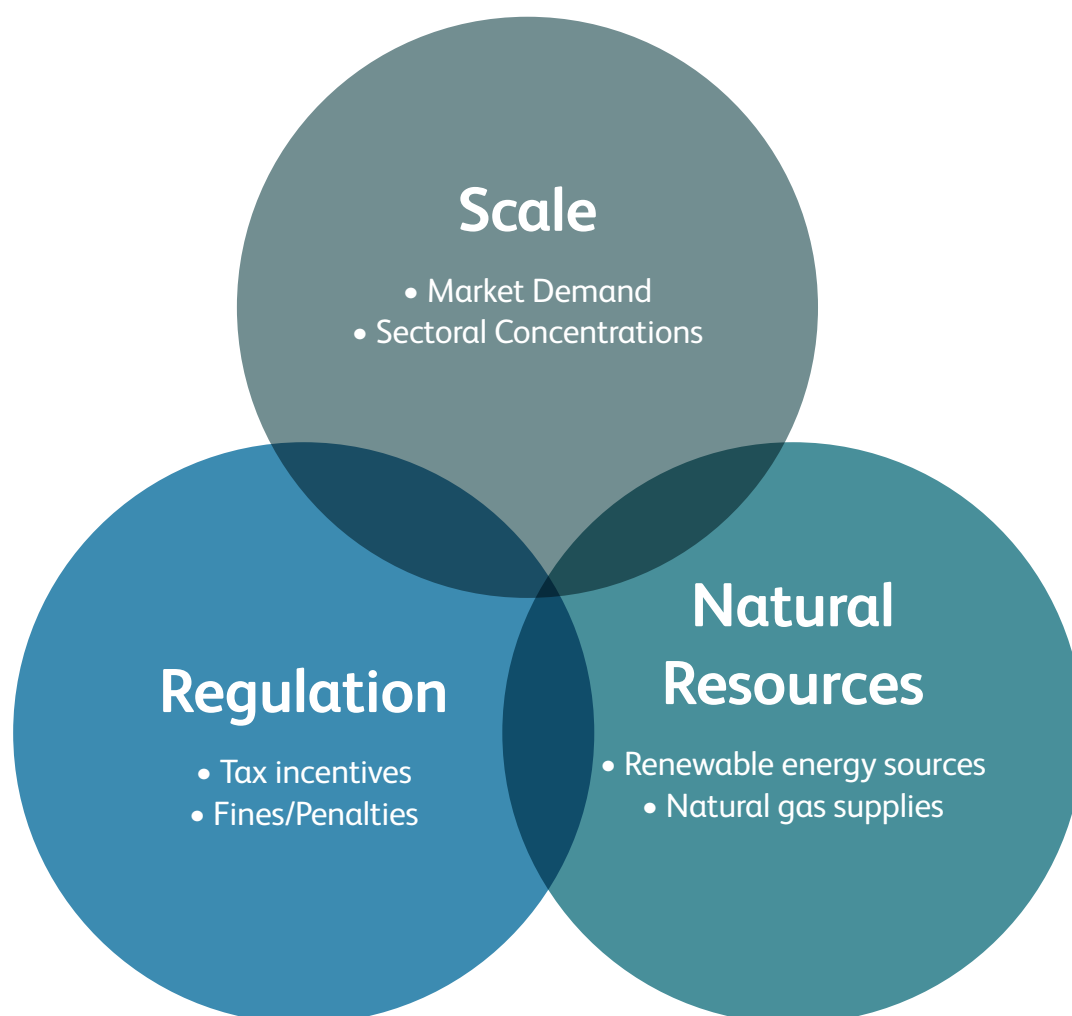 Scale
• Market Demand
• Sectoral Concentrations
Regulation
• Tax incentives
• Fines/Penalties
Natural
Resources
• Renewable energy sources
• Natural gas supplies